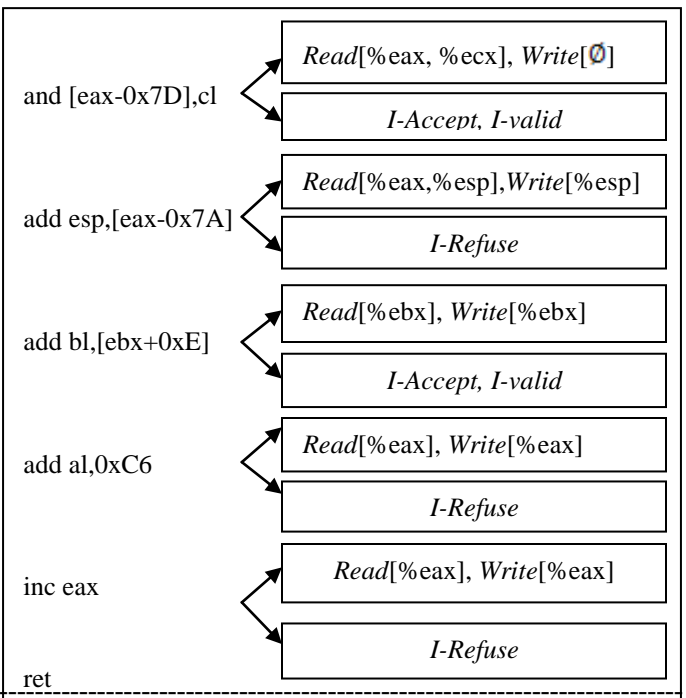 Read[%eax, %ecx], Write[Ø]
and [eax-0x7D],cl
I-Accept, I-valid
Read[%eax,%esp],Write[%esp]
add esp,[eax-0x7A]
I-Refuse
Read[%ebx], Write[%ebx]
add bl,[ebx+0xE]
I-Accept, I-valid
Read[%eax], Write[%eax]
add al,0xC6
I-Refuse
Read[%eax], Write[%eax]
inc eax
I-Refuse
ret